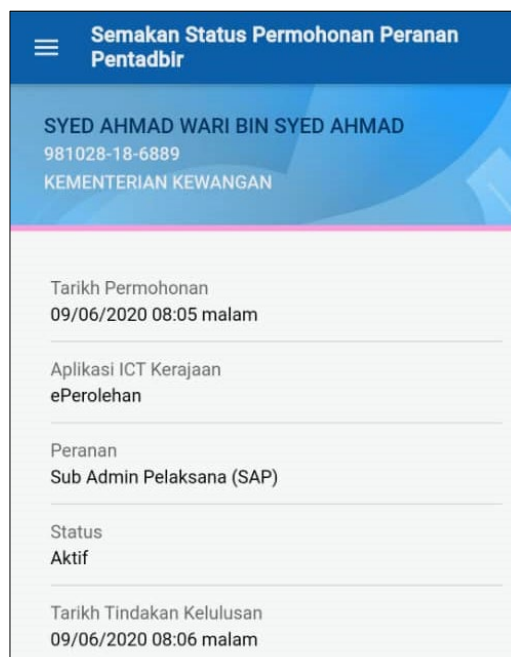 Semakan Status Permohonan Peranan
Pentadbir
SYED AHMAD WARI BIN SYED AHMAD
981028-18-6889
KEMENTERIAN KEWANGAN
Tarikh Permohonan
09/06/2020 08:05 malam
Aplikasi ICT Kerajaan
ePerolehan
Peranan
Sub Admin Pelaksana (SAP)
Status
Aktif
Tarikh Tindakan Kelulusan
09/06/2020 08:06 malam